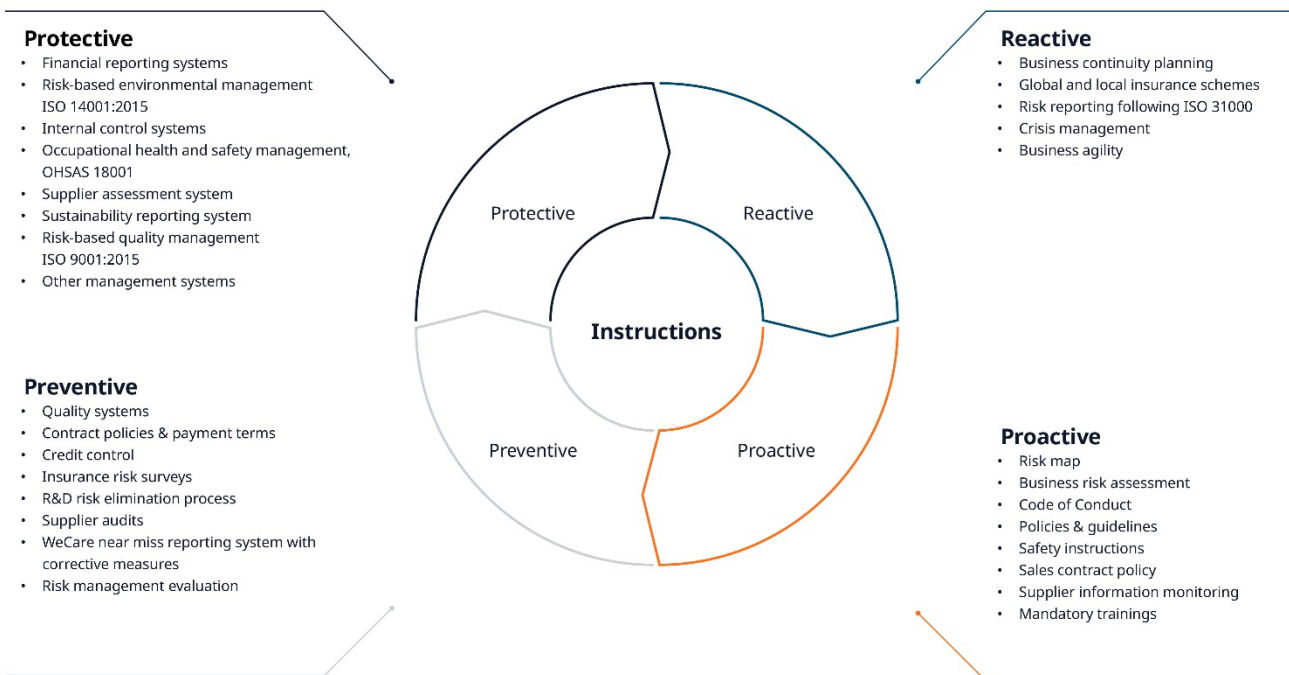 Protective
• Financial reporting systems
• Risk-based environmental management
ISO 14001:2015
• Internal control systems
• Occupational health and safety management,
OHSAS 18001
• Supplier assessment system
• Sustainability reporting system
• Risk-based quality management
ISO 9001:2015
• Other management systems
Reactive
• Business continuity planning
• Global and local insurance schemes
• Risk reporting following ISO 31000
• Crisis management
• Business agility
Protective
Reactive
Instructions
Preventive
Proactive
Preventive
• Quality systems
• Contract policies & payment terms
• Credit control
• Insurance risk surveys
• R&D risk elimination process
• Supplier audits
• WeCare near miss reporting system with
corrective measures
• Risk management evaluation
Proactive
• Risk map
• Business risk assessment
• Code of Conduct
• Policies & guidelines
• Safety instructions
• Sales contract policy
• Supplier information monitoring
• Mandatory trainings